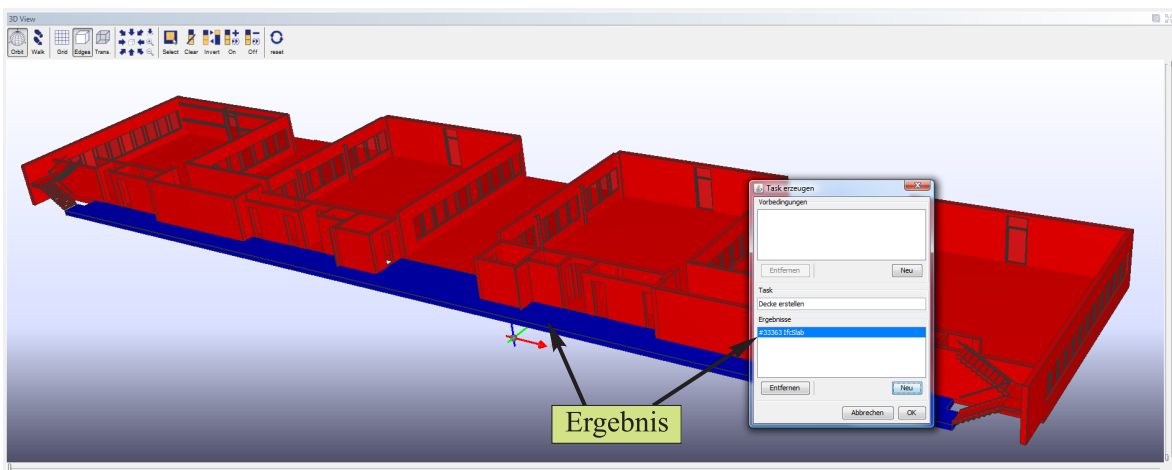 3D View
Orbit Walk Grid Edges Trans. Select Clear Invert On Off reset
Task erzeugen
Vorbedingungen
Entfernen Neu
Task
Decke erstellen
Ergebnisse
#33363 IfcSlab
Entfernen Neu
Abbrechen OK
Ergebnis